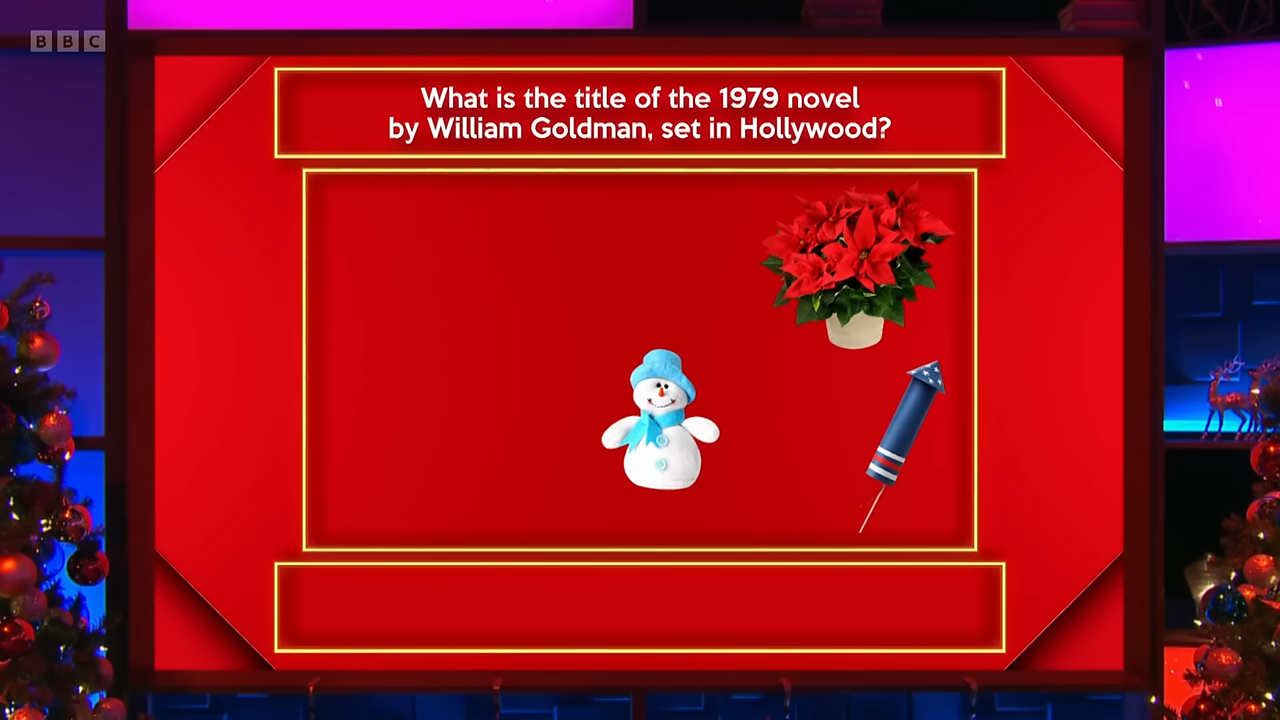 BBC
What is the title of the 1979 novel
by William Goldman, set in Hollywood?